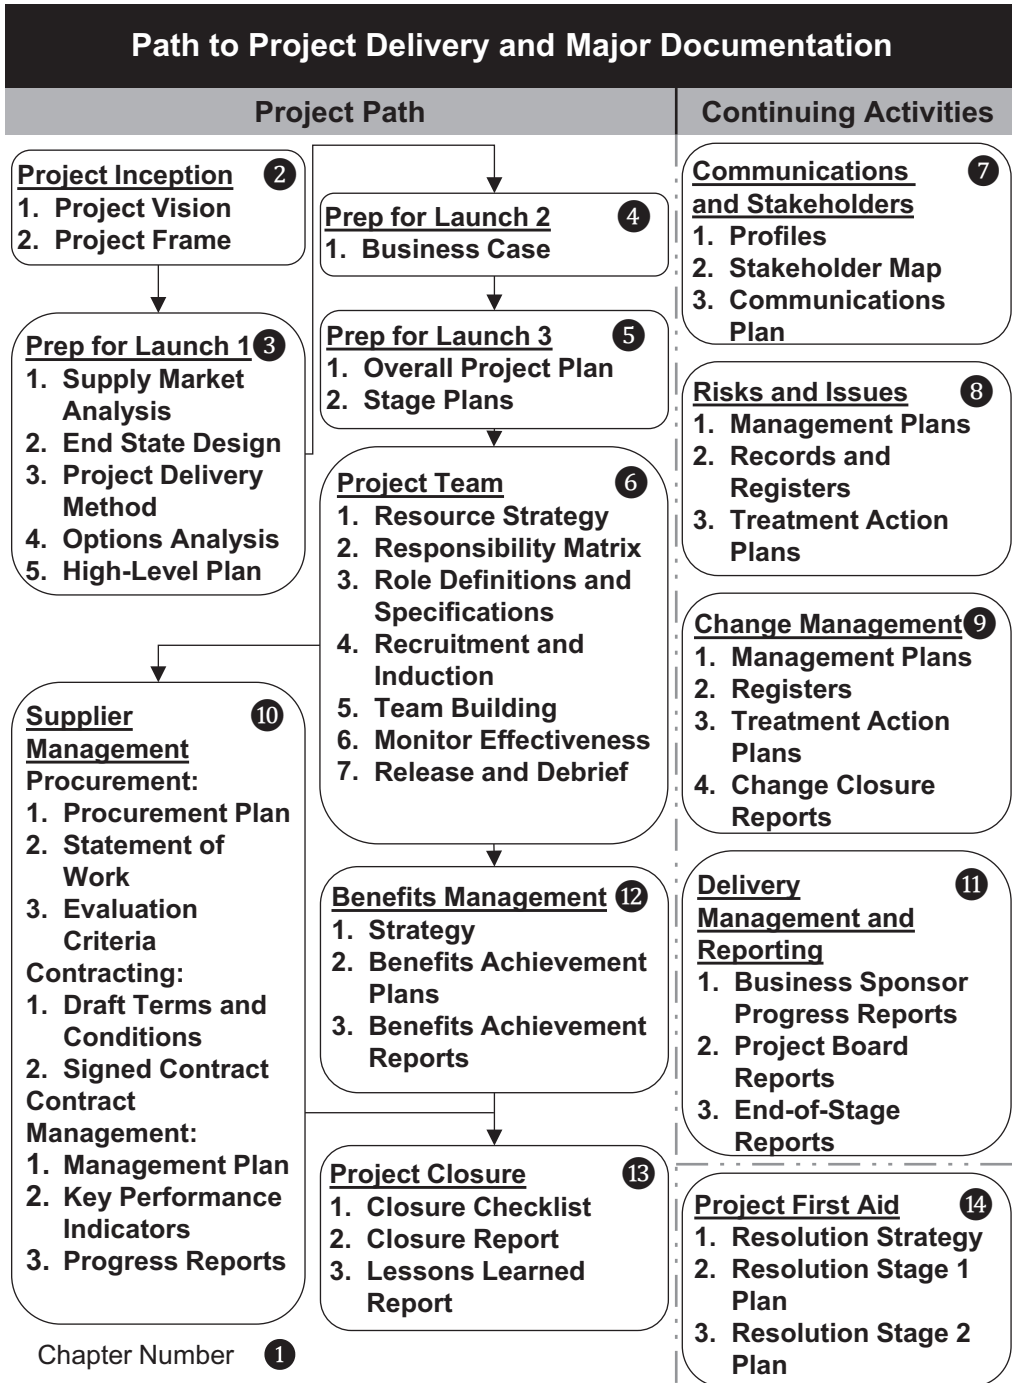 Path to Project Delivery and Major Documentation
Project Path
Continuing Activities
Project Inception 2
1. Project Vision
2. Project Frame
Prep for Launch 1 3
1. Supply Market
Analysis
2. End State Design
3. Project Delivery
Method
4. Options Analysis
5. High-Level Plan
Prep for Launch 2 4
1. Business Case
Prep for Launch 3 5
1. Overall Project Plan
2. Stage Plans
Project Team 6
1. Resource Strategy
2. Responsibility Matrix
3. Role Definitions and
Specifications
4. Recruitment and
Induction
5. Team Building
6. Monitor Effectiveness
7. Release and Debrief
Supplier 10
Management
Procurement:
1. Procurement Plan
2. Statement of
Work
3. Evaluation
Criteria
Contracting:
1. Draft Terms and
Conditions
2. Signed Contract
Contract
Management:
1. Management Plan
2. Key Performance
Indicators
3. Progress Reports
Benefits Management 12
1. Strategy
2. Benefits Achievement
Plans
3. Benefits Achievement
Reports
Project Closure 13
1. Closure Checklist
2. Closure Report
3. Lessons Learned
Report
Communications 7
and Stakeholders
1. Profiles
2. Stakeholder Map
3. Communications
Plan
Risks and Issues 8
1. Management Plans
2. Records and
Registers
3. Treatment Action
Plans
Change Management 9
1. Management Plans
2. Registers
3. Treatment Action
Plans
4. Change Closure
Reports
Delivery 11
Management and
Reporting
1. Business Sponsor
Progress Reports
2. Project Board
Reports
3. End-of-Stage
Reports
Project First Aid 14
1. Resolution Strategy
2. Resolution Stage 1
Plan
3. Resolution Stage 2
Plan
Chapter Number 1